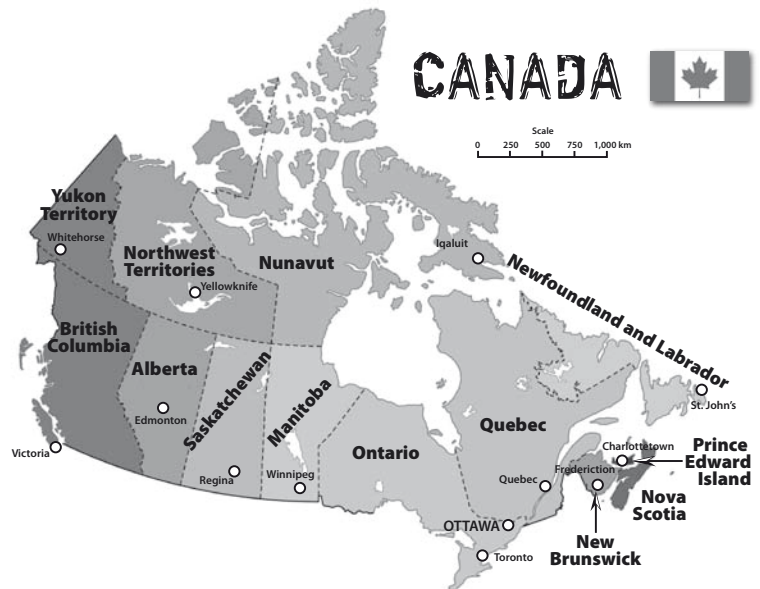 CANADA
Scale
0 250 500 750 1,000 km
Yukon
Territory
Whitehorse
Northwest
Territories
Yellowknife
Nunavut
Iqaluit
Newfoundland and Labrador
St. John's
British
Columbia
Victoria
Alberta
Edmonton
Saskatchewan
Regina
Manitoba
Winnipeg
Ontario
OTTAWA
Toronto
Quebec
Quebec
Charlottetown
Prince
Edward
Island
Frediriction
Nova
Scotia
New
Brunswick